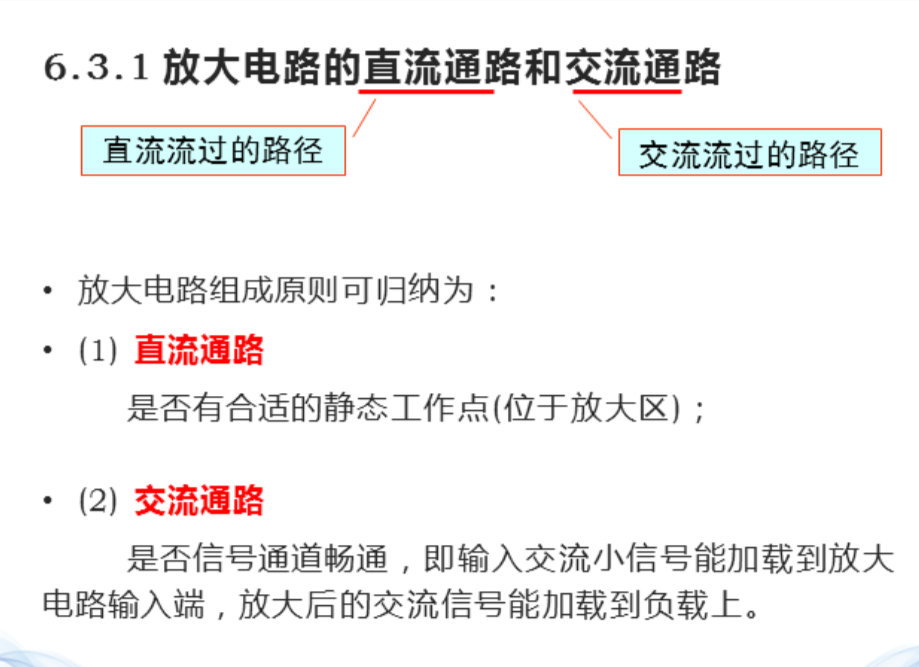 6.3.1 放大电路的直流通路和交流通路
直流流过的路径
交流流过的路径
• 放大电路组成原则可归纳为：
• (1) 直流通路
是否有合适的静态工作点(位于放大区)；
• (2) 交流通路
是否信号通道畅通，即输入交流小信号能加载到放大
电路输入端，放大后的交流信号能加载到负载上。